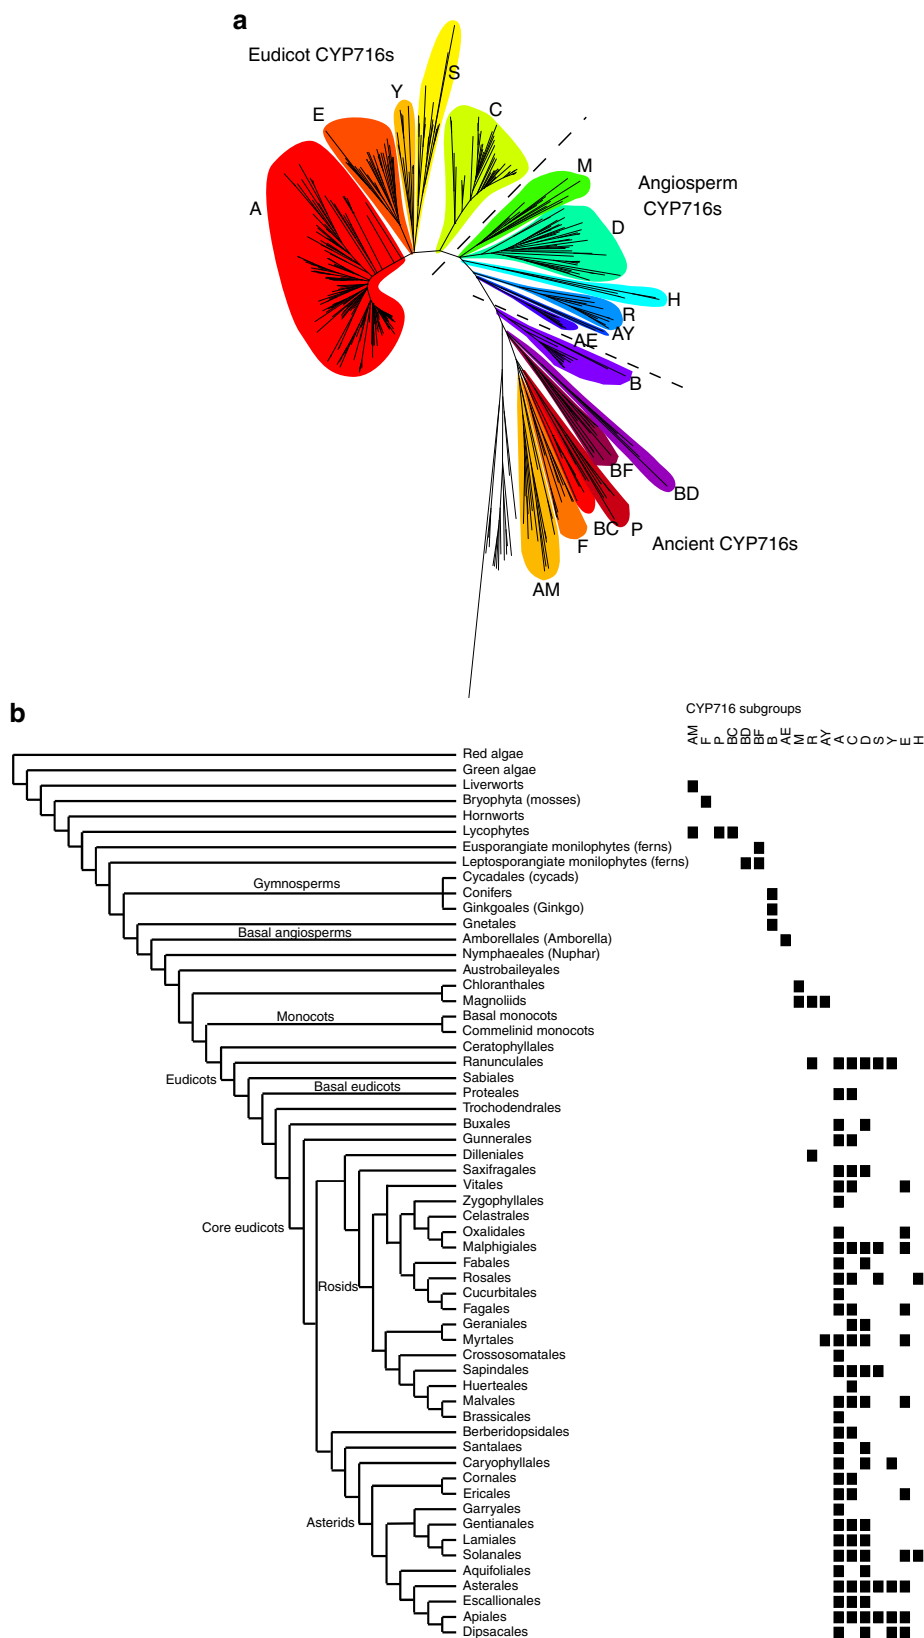 a
Eudicot CYP716s
S
Y
C
E
M
Angiosperm
CYP716s
A
D
H
R
AY
AE
B
BF
BD
BC
P
F
Ancient CYP716s
AM
b
CYP716 subgroups
AM F P BC BD BF B AE M R AY A C D S Y E H
Red algae
Green algae
Liverworts
Bryophyta (mosses)
Hornworts
Lycophytes
Eusporangiate monilophytes (ferns)
Leptosporangiate monilophytes (ferns)
Cycadales (cycads)
Gymnosperms
Conifers
Ginkgoales (Ginkgo)
Gnetales
Basal angiosperms
Amborellales (Amborella)
Nymphaeales (Nuphar)
Austrobaileyales
Chloranthales
Magnoliids
Monocots
Basal monocots
Commelinid monocots
Ceratophyllales
Ranunculales
Eudicots
Sabiales
Basal eudicots
Proteales
Trochodendrales
Buxales
Gunnerales
Dilleniales
Saxifragales
Vitales
Zygophyllales
Celastrales
Core eudicots
Oxalidales
Malphigiales
Fabales
Rosales
Rosids
Cucurbitales
Fagales
Geraniales
Myrtales
Crossosomatales
Sapindales
Huerteales
Malvales
Brassicales
Berberidopsidales
Santalaes
Caryophyllales
Cornales
Ericales
Garryales
Asterids
Gentianales
Lamiales
Solanales
Aquifoliales
Asterales
Escallionales
Apiales
Dipsacales